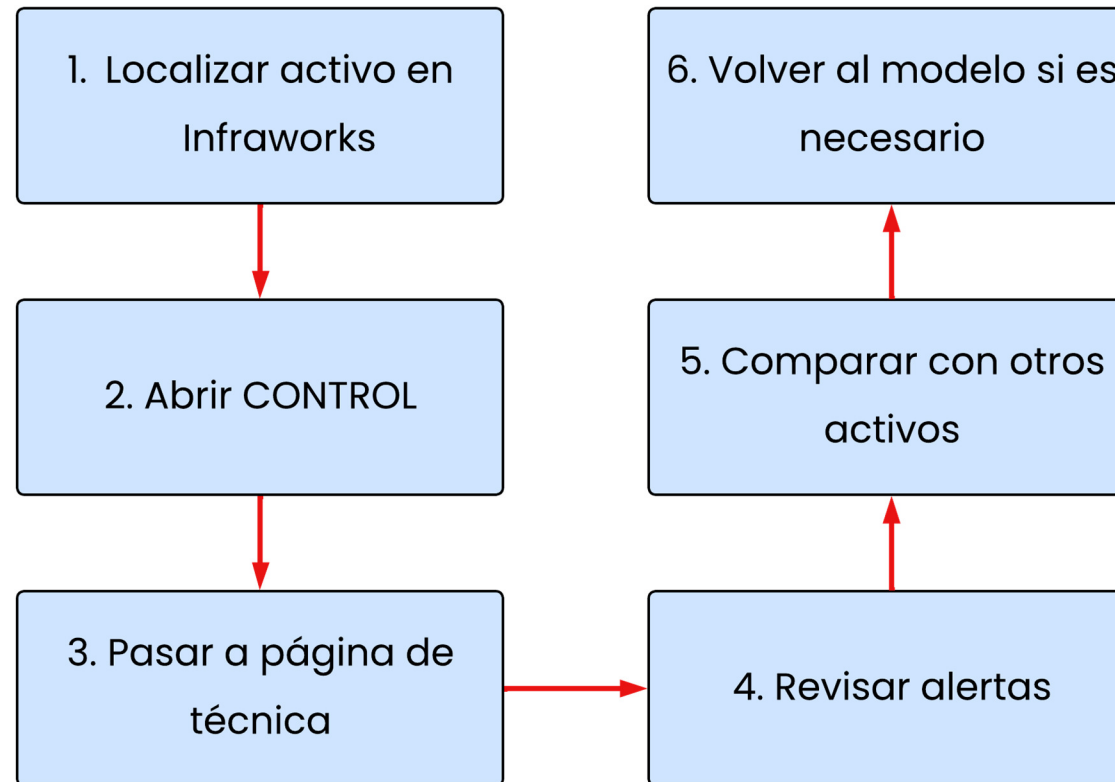 1. Localizar activo en
Infraworks
2. Abrir CONTROL
3. Pasar a página de
técnica
4. Revisar alertas
5. Comparar con otros
activos
6. Volver al modelo si es
necesario